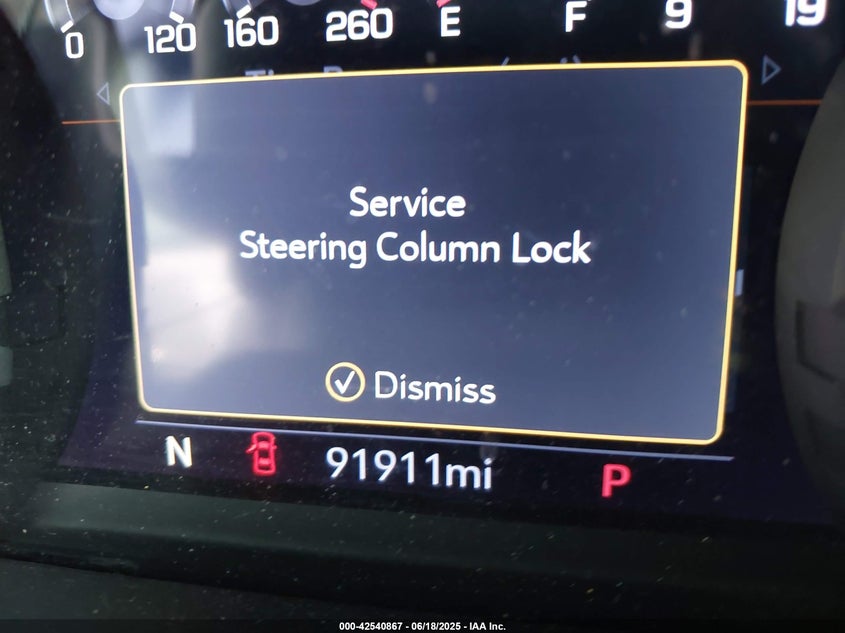 0 120 160 260 E F 9 19
Service
Steering Column Lock
Dismiss
N 91911mi P
000-42540867 - 06/18/2025 - IAA Inc.